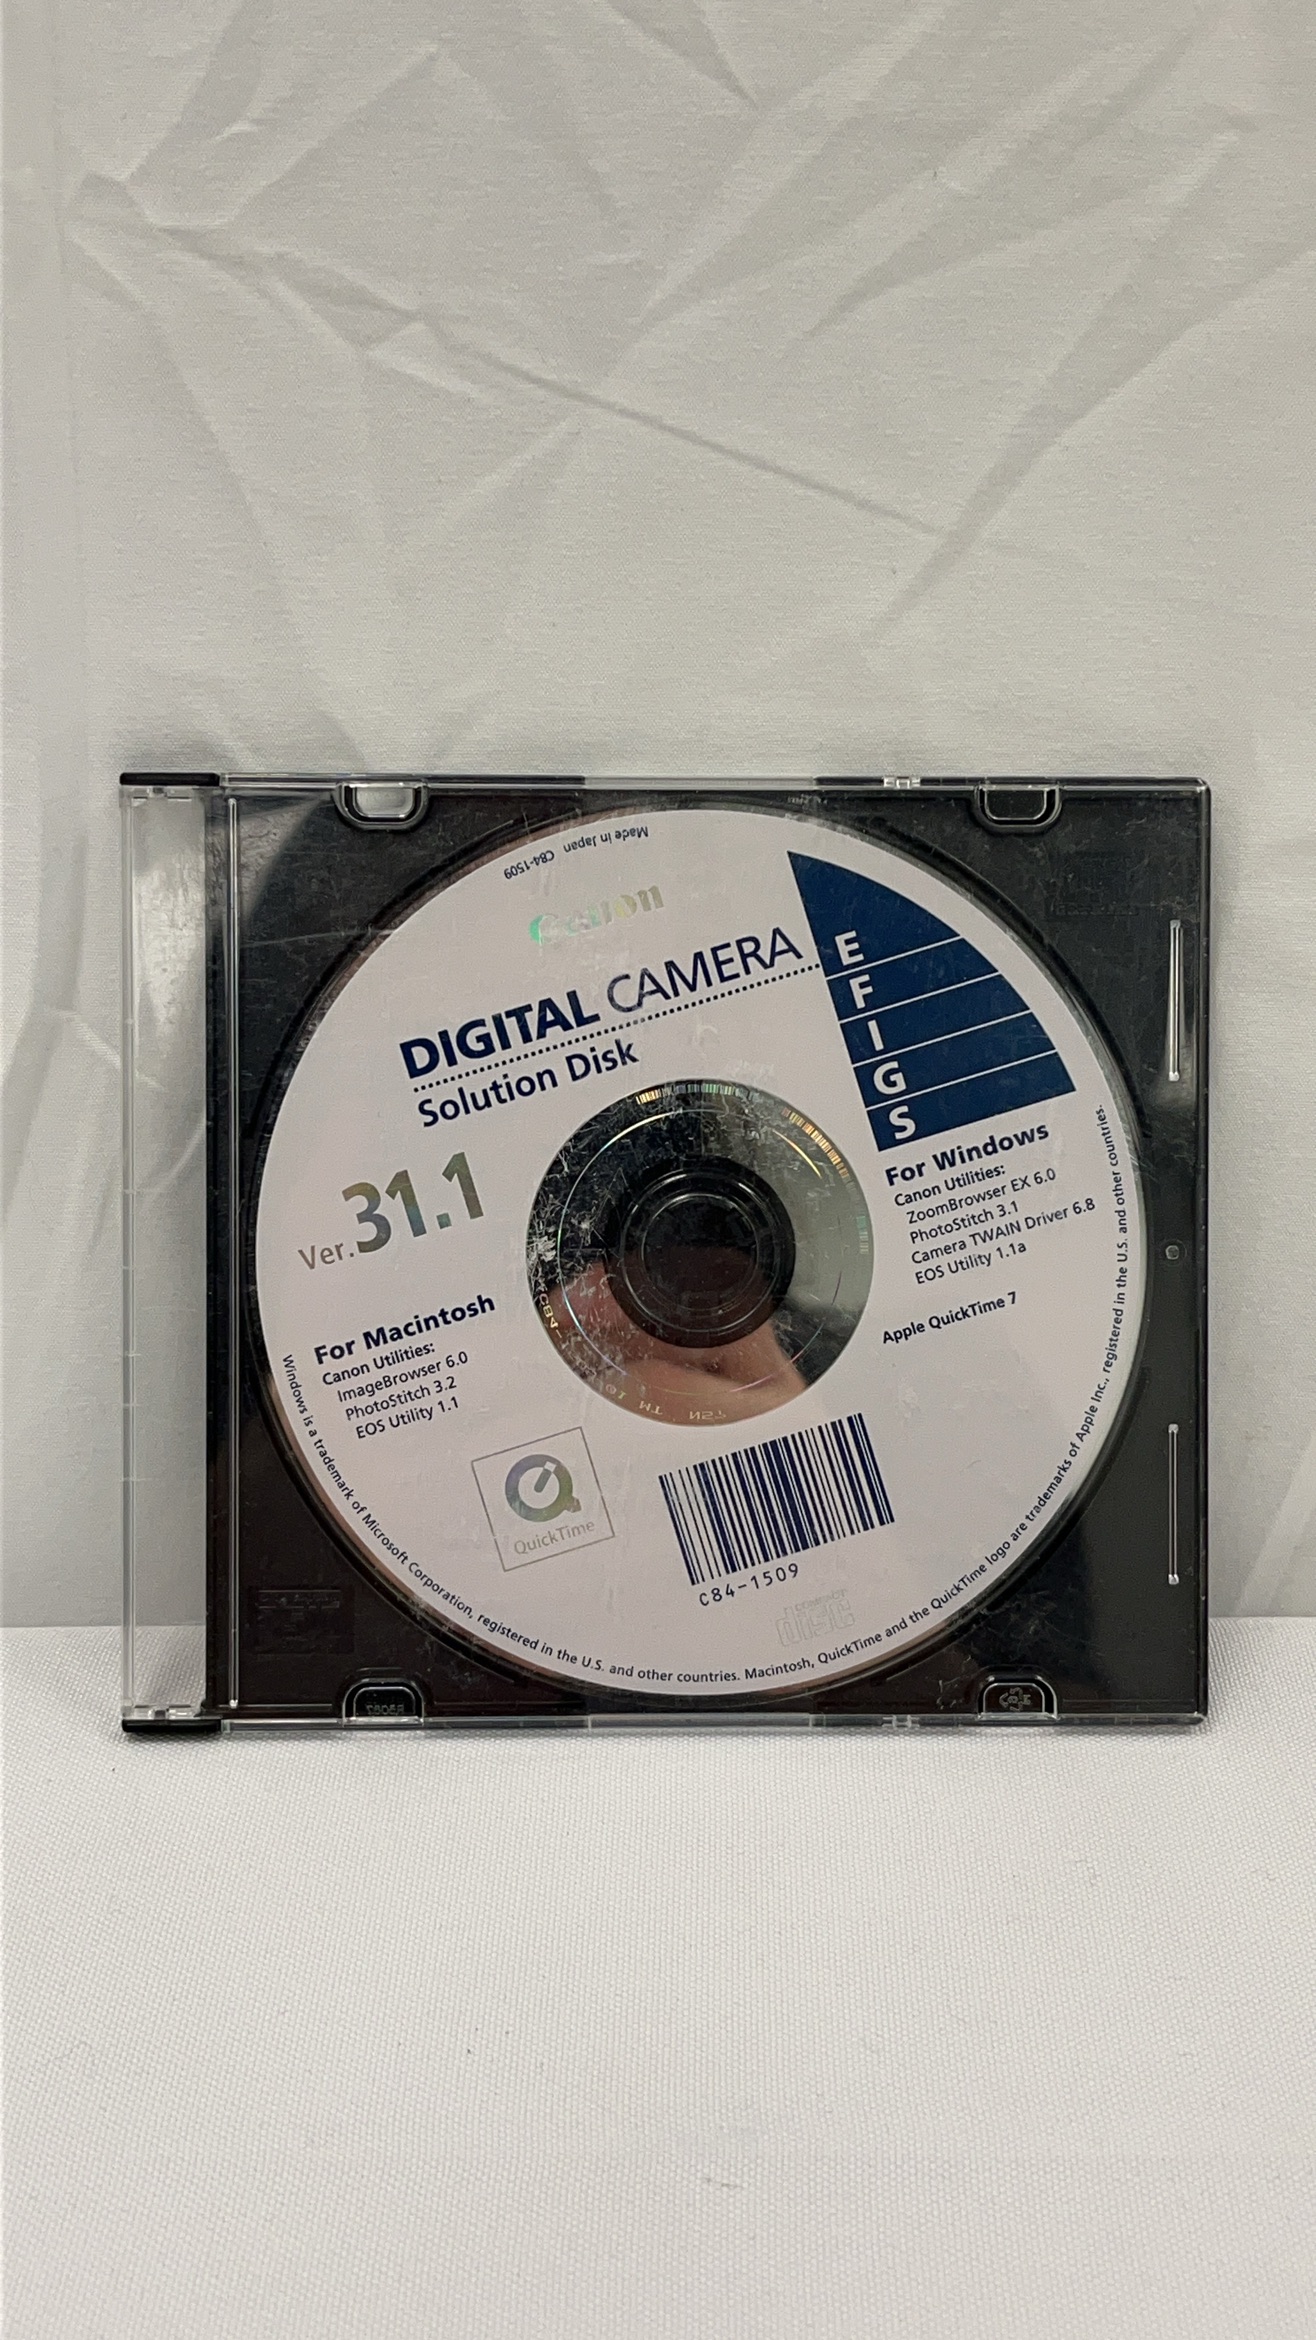 Made in Japan C84-1509
Canon
DIGITAL CAMERA
Solution Disk
E
F
I
G
S
Ver.31.1
For Windows
Canon Utilities:
ZoomBrowser EX 6.0
PhotoStitch 3.1
Camera TWAIN Driver 6.8
EOS Utility 1.1a
Apple QuickTime 7
For Macintosh
Canon Utilities:
ImageBrowser 6.0
PhotoStitch 3.2
EOS Utility 1.1
QuickTime
C84-1509
COMPACT
disc
Windows is a trademark of Microsoft Corporation, registered in the U.S. and other countries. Macintosh, QuickTime and the QuickTime logo are trademarks of Apple Inc., registered in the U.S. and other countries.